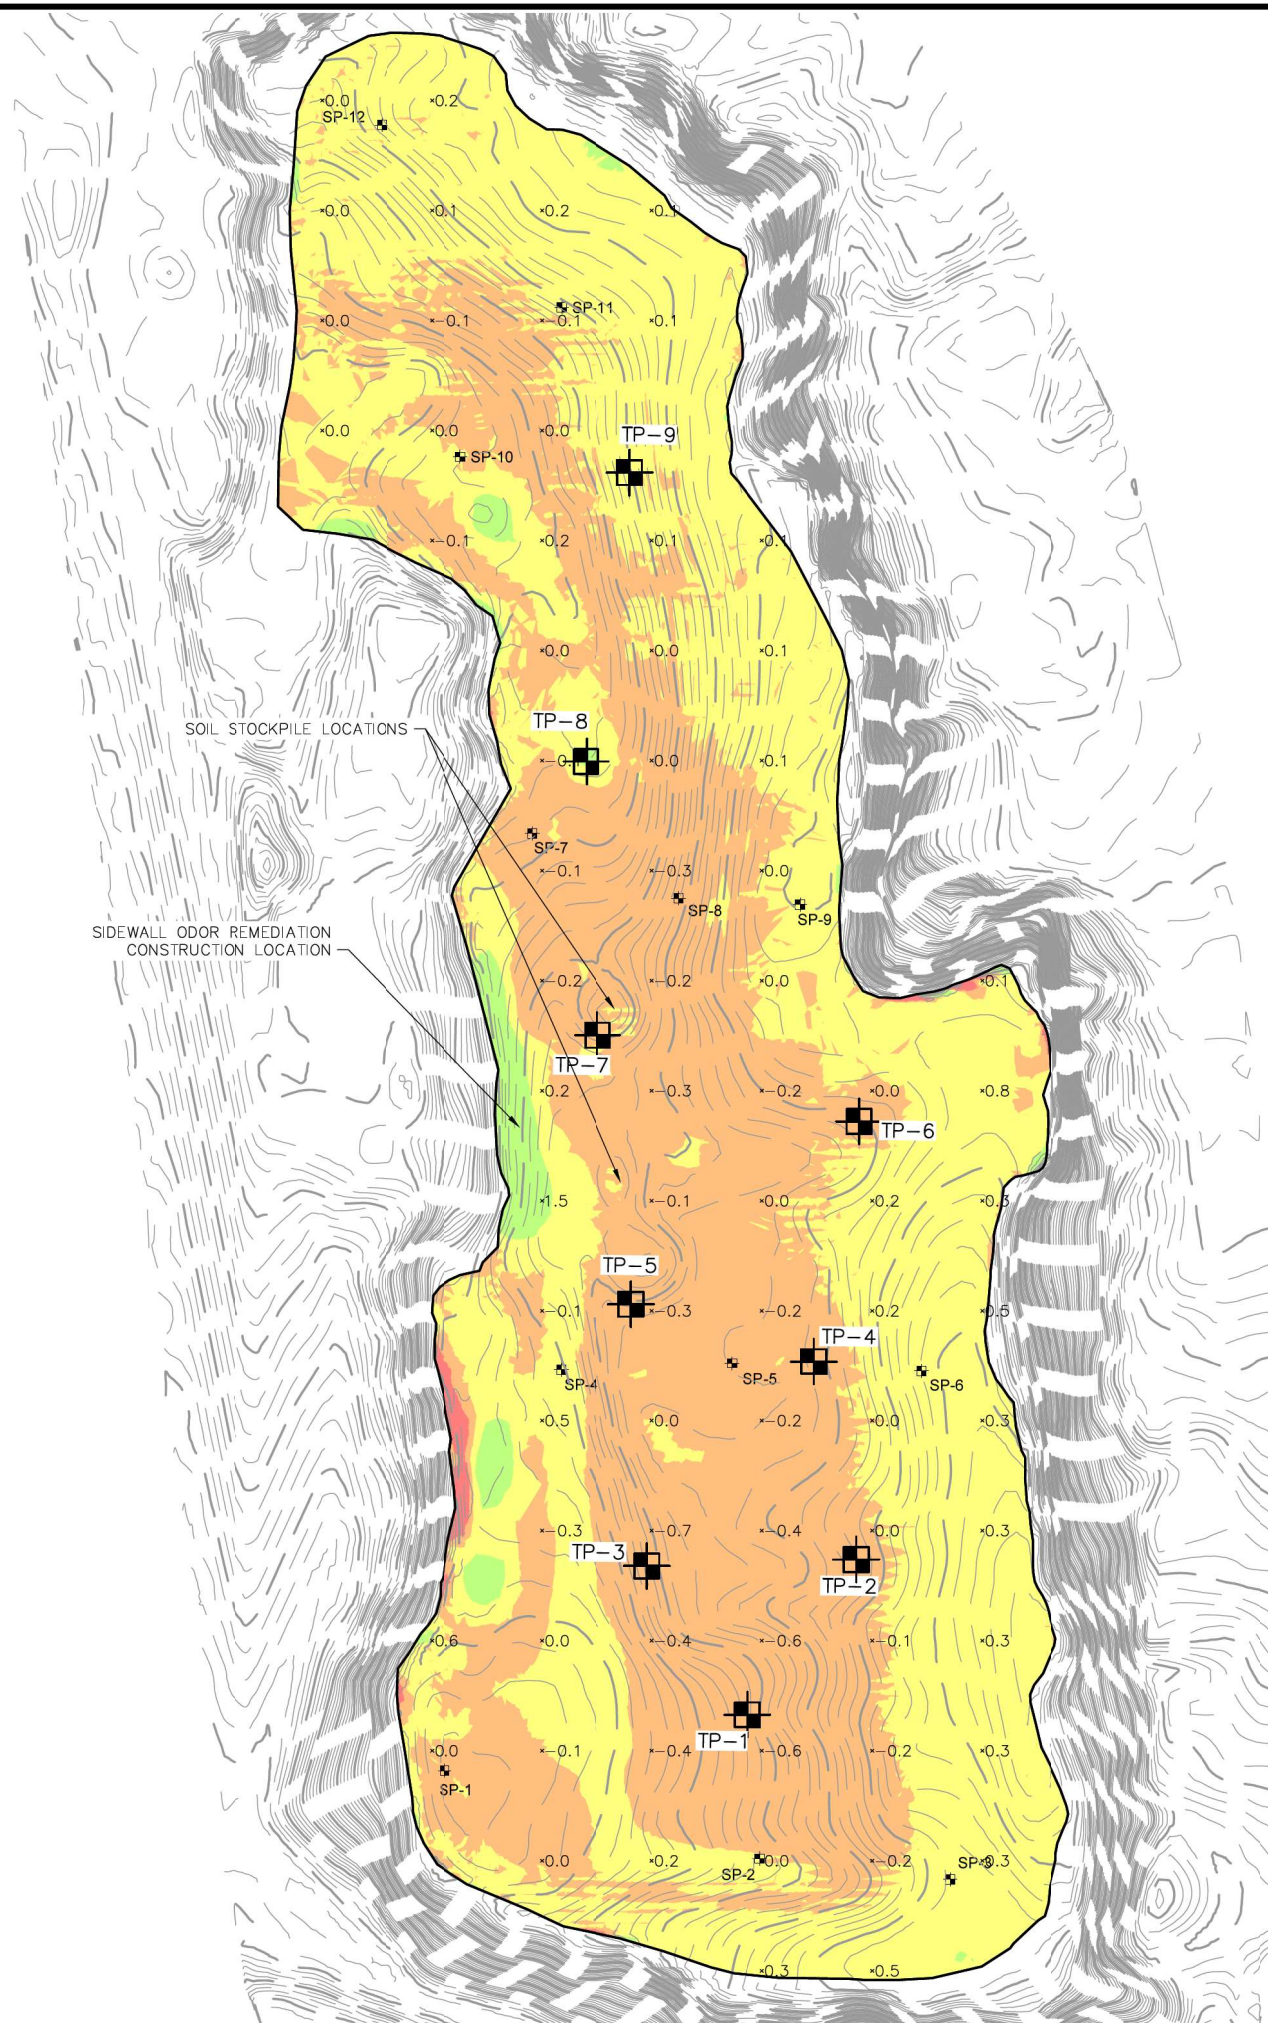 ×0.0 ×0.2
SP-12
×0.0 ×0.1 ×0.2 ×0.1
SP-11
×0.0 ×-0.1 ×-0.1 ×0.1
×0.0 ×0.0 ×0.0
TP-9
SP-10
×-0.1 ×0.2 ×0.1 ×0.1
×0.0 ×0.0 ×0.1
TP-8
SOIL STOCKPILE LOCATIONS
×0.0 ×0.1
SP-7
×-0.1 ×-0.3 ×0.0
SP-8
SP-9
SIDEWALL ODOR REMEDIATION
CONSTRUCTION LOCATION
×-0.2 ×-0.2 ×0.0 ×0.1
TP-7
×0.2 ×-0.3 ×-0.2 ×0.0 ×0.8
TP-6
×1.5 ×-0.1 ×0.0 ×0.2 ×0.3
TP-5
×-0.1 ×-0.3 ×-0.2 ×0.2 ×0.5
TP-4
SP-4
SP-5
SP-6
×0.5 ×0.0 ×-0.2 ×0.0 ×0.3
×-0.3 ×-0.7 ×-0.4 ×0.0 ×0.3
TP-3
TP-2
×0.6 ×0.0 ×-0.4 ×-0.6 ×-0.1 ×0.3
TP-1
×0.0 ×-0.1 ×-0.4 ×-0.6 ×-0.2 ×0.3
SP-1
×0.0 ×0.2 ×0.0 ×-0.2 ×0.3
SP-2
SP-3
×0.3 ×0.5